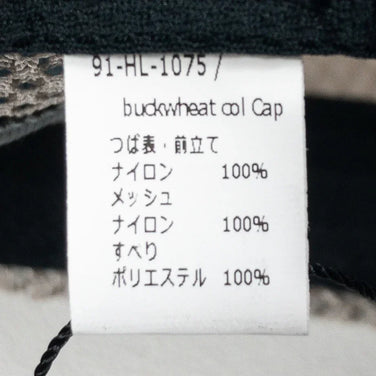 91-HL-1075/
buckwheat col Cap
つば表・前立て
ナイロン 100%
メッシュ
ナイロン 100%
すべり
ポリエステル 100%